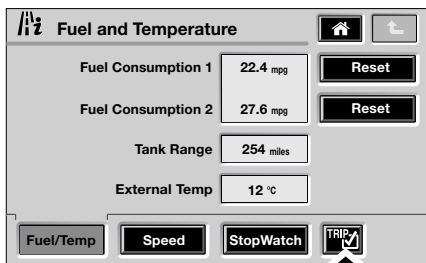 Fuel and Temperature
Fuel Consumption 1 22.4 mpg Reset
Fuel Consumption 2 27.6 mpg Reset
Tank Range 254 miles
External Temp 12 °C
Fuel/Temp Speed StopWatch TRIP